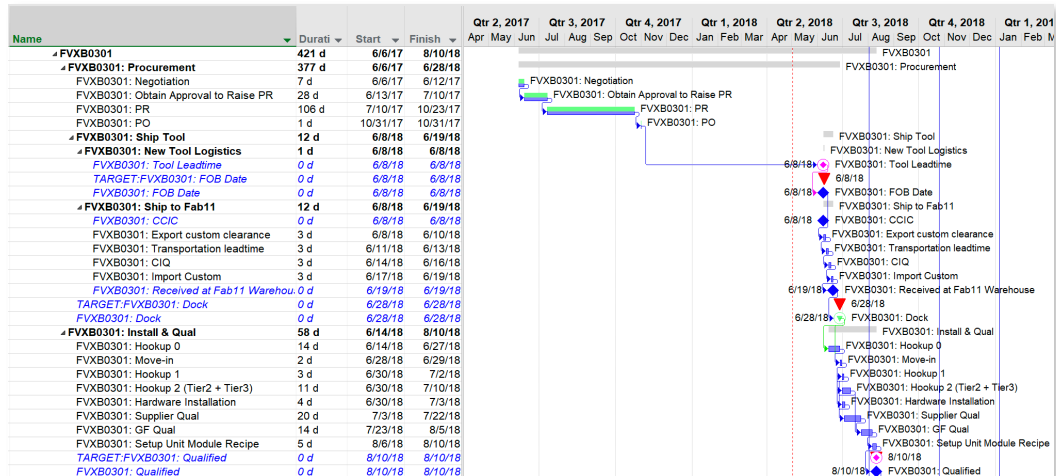 Qtr 2, 2017 Qtr 3, 2017 Qtr 4, 2017 Qtr 1, 2018 Qtr 2, 2018 Qtr 3, 2018 Qtr 4, 2018 Qtr 1, 201
Name Durati Start Finish Apr May Jun Jul Aug Sep Oct Nov Dec Jan Feb Mar Apr May Jun Jul Aug Sep Oct Nov Dec Jan Feb M
FVXB0301 421 d 6/6/17 8/10/18 FVXB0301
FVXB0301: Procurement 377 d 6/6/17 6/28/18 FVXB0301: Procurement
FVXB0301: Negotiation 7 d 6/6/17 6/12/17 FVXB0301: Negotiation
FVXB0301: Obtain Approval to Raise PR 28 d 6/13/17 7/10/17 FVXB0301: Obtain Approval to Raise PR
FVXB0301: PR 106 d 7/10/17 10/23/17 FVXB0301: PR
FVXB0301: PO 1 d 10/31/17 10/31/17 FVXB0301: PO
FVXB0301: Ship Tool 12 d 6/8/18 6/19/18 FVXB0301: Ship Tool
FVXB0301: New Tool Logistics 1 d 6/8/18 6/8/18 FVXB0301: New Tool Logistics
FVXB0301: Tool Leadtime 0 d 6/8/18 6/8/18 6/8/18 FVXB0301: Tool Leadtime
TARGET:FVXB0301: FOB Date 0 d 6/8/18 6/8/18 6/8/18
FVXB0301: FOB Date 0 d 6/8/18 6/8/18 6/8/18 FVXB0301: FOB Date
FVXB0301: Ship to Fab11 12 d 6/8/18 6/19/18 FVXB0301: Ship to Fab11
FVXB0301: CCIC 0 d 6/8/18 6/8/18 6/8/18 FVXB0301: CCIC
FVXB0301: Export custom clearance 3 d 6/8/18 6/10/18 FVXB0301: Export custom clearance
FVXB0301: Transportation leadtime 3 d 6/11/18 6/13/18 FVXB0301: Transportation leadtime
FVXB0301: CIQ 3 d 6/14/18 6/16/18 FVXB0301: CIQ
FVXB0301: Import Custom 3 d 6/17/18 6/19/18 FVXB0301: Import Custom
FVXB0301: Received at Fab11 Warehou 0 d 6/19/18 6/19/18 6/19/18 FVXB0301: Received at Fab11 Warehouse
TARGET:FVXB0301: Dock 0 d 6/28/18 6/28/18 6/28/18
FVXB0301: Dock 0 d 6/28/18 6/28/18 6/28/18 FVXB0301: Dock
FVXB0301: Install & Qual 58 d 6/14/18 8/10/18 FVXB0301: Install & Qual
FVXB0301: Hookup 0 14 d 6/14/18 6/27/18 FVXB0301: Hookup 0
FVXB0301: Move-in 2 d 6/28/18 6/29/18 FVXB0301: Move-in
FVXB0301: Hookup 1 3 d 6/30/18 7/2/18 FVXB0301: Hookup 1
FVXB0301: Hookup 2 (Tier2 + Tier3) 11 d 6/30/18 7/10/18 FVXB0301: Hookup 2 (Tier2 + Tier3)
FVXB0301: Hardware Installation 4 d 6/30/18 7/3/18 FVXB0301: Hardware Installation
FVXB0301: Supplier Qual 20 d 7/3/18 7/22/18 FVXB0301: Supplier Qual
FVXB0301: GF Qual 14 d 7/23/18 8/5/18 FVXB0301: GF Qual
FVXB0301: Setup Unit Module Recipe 5 d 8/6/18 8/10/18 FVXB0301: Setup Unit Module Recipe
TARGET:FVXB0301: Qualified 0 d 8/10/18 8/10/18 8/10/18
FVXB0301: Qualified 0 d 8/10/18 8/10/18 8/10/18 FVXB0301: Qualified